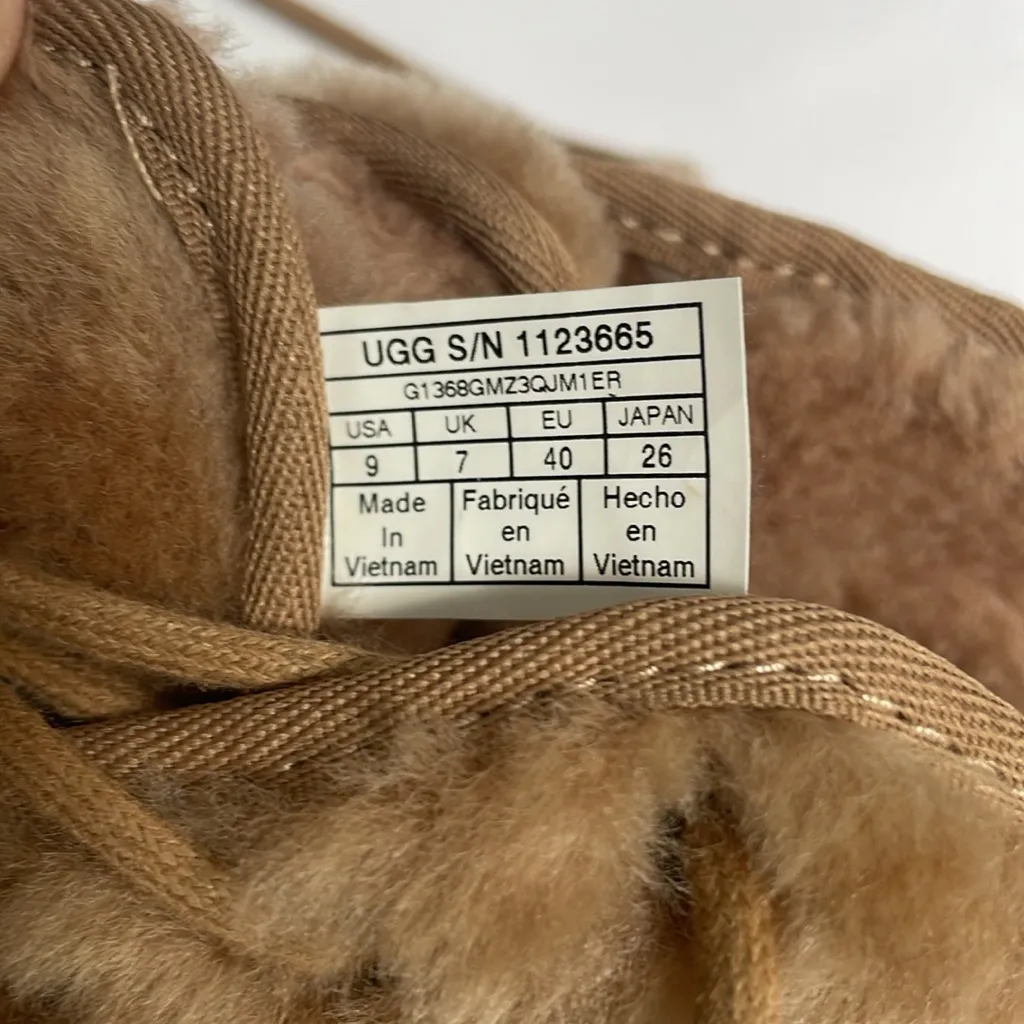 UGG S/N 1123665
G1368GMZ3QJM1ER
USA UK EU JAPAN
9 7 40 26
Made Fabriqué Hecho
In en en
Vietnam Vietnam Vietnam